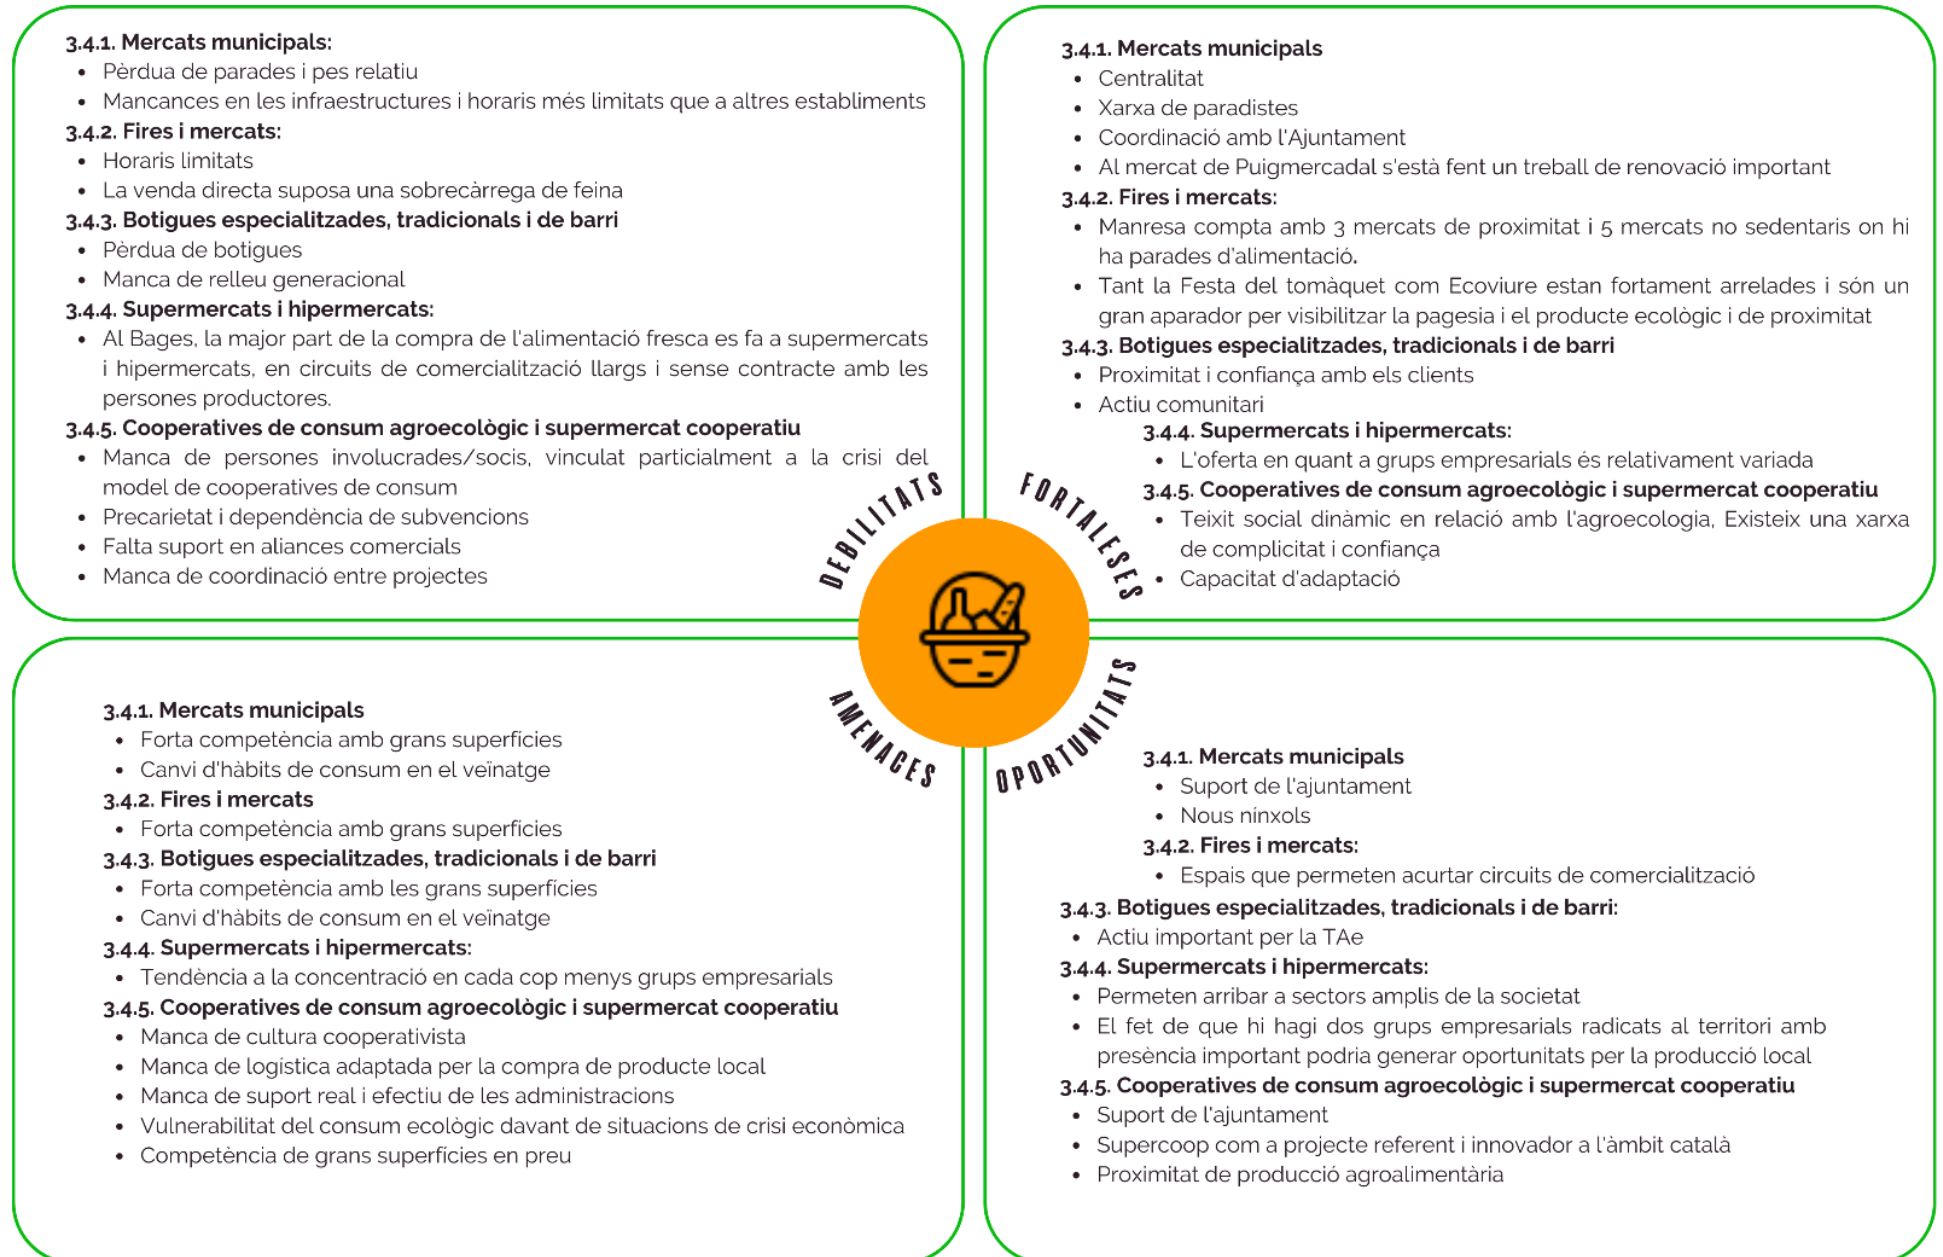 3.4.1. Mercats municipals:
• Pèrdua de parades i pes relatiu
• Mancances en les infraestructures i horaris més limitats que a altres establiments
3.4.2. Fires i mercats:
• Horaris limitats
• La venda directa suposa una sobrecàrrega de feina
3.4.3. Botigues especialitzades, tradicionals i de barri
• Pèrdua de botigues
• Manca de relleu generacional
3.4.4. Supermercats i hipermercats:
• Al Bages, la major part de la compra de l'alimentació fresca es fa a supermercats
i hipermercats, en circuits de comercialització llargs i sense contracte amb les
persones productores.
3.4.5. Cooperatives de consum agroecològic i supermercat cooperatiu
• Manca de persones involucrades/socis, vinculat particialment a la crisi del
model de cooperatives de consum
• Precarietat i dependència de subvencions
• Falta suport en aliances comercials
• Manca de coordinació entre projectes
DEBILITATS
3.4.1. Mercats municipals
• Centralitat
• Xarxa de paradistes
• Coordinació amb l'Ajuntament
• Al mercat de Puigmercadal s'està fent un treball de renovació important
3.4.2. Fires i mercats:
• Manresa compta amb 3 mercats de proximitat i 5 mercats no sedentaris on hi
ha parades d'alimentació.
• Tant la Festa del tomàquet com Ecoviure estan fortament arrelades i són un
gran aparador per visibilitzar la pagesia i el producte ecològic i de proximitat
3.4.3. Botigues especialitzades, tradicionals i de barri
• Proximitat i confiança amb els clients
• Actiu comunitari
3.4.4. Supermercats i hipermercats:
• L'oferta en quant a grups empresarials és relativament variada
3.4.5. Cooperatives de consum agroecològic i supermercat cooperatiu
• Teixit social dinàmic en relació amb l'agroecologia, Existeix una xarxa
de complicitat i confiança
• Capacitat d'adaptació
FORTALESES
3.4.1. Mercats municipals
• Forta competència amb grans superfícies
• Canvi d'hàbits de consum en el veïnatge
3.4.2. Fires i mercats
• Forta competència amb grans superfícies
3.4.3. Botigues especialitzades, tradicionals i de barri
• Forta competència amb les grans superfícies
• Canvi d'hàbits de consum en el veïnatge
3.4.4. Supermercats i hipermercats:
• Tendència a la concentració en cada cop menys grups empresarials
3.4.5. Cooperatives de consum agroecològic i supermercat cooperatiu
• Manca de cultura cooperativista
• Manca de logística adaptada per la compra de producte local
• Manca de suport real i efectiu de les administracions
• Vulnerabilitat del consum ecològic davant de situacions de crisi econòmica
• Competència de grans superfícies en preu
AMENACES
3.4.1. Mercats municipals
• Suport de l'ajuntament
• Nous nínxols
3.4.2. Fires i mercats:
• Espais que permeten acurtar circuits de comercialització
3.4.3. Botigues especialitzades, tradicionals i de barri:
• Actiu important per la TAe
3.4.4. Supermercats i hipermercats:
• Permeten arribar a sectors amplis de la societat
• El fet de que hi hagi dos grups empresarials radicats al territori amb
presència important podria generar oportunitats per la producció local
3.4.5. Cooperatives de consum agroecològic i supermercat cooperatiu
• Suport de l'ajuntament
• Supercoop com a projecte referent i innovador a l'àmbit català
• Proximitat de producció agroalimentària
OPORTUNITATS